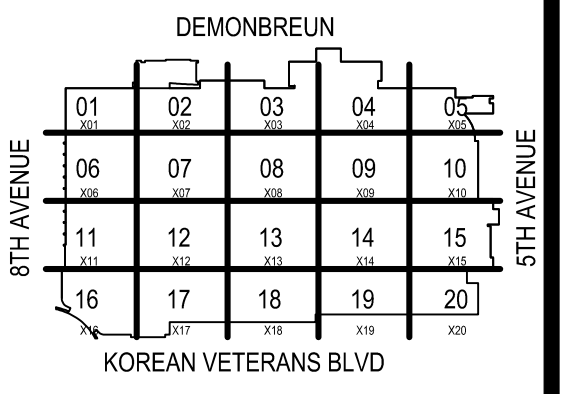 DEMONBREUN
01 02 03 04 05
X01 X02 X03 X04 X05
8TH AVENUE
5TH AVENUE
06 07 08 09 10
X06 X07 X08 X09 X10
11 12 13 14 15
X11 X12 X13 X14 X15
16 17 18 19 20
X16 X17 X18 X19 X20
KOREAN VETERANS BLVD